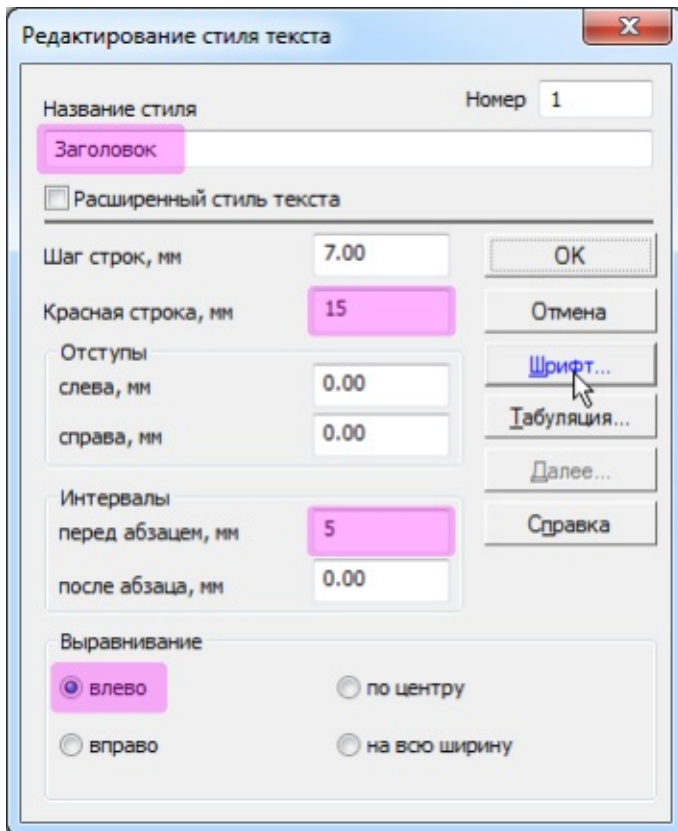 Редактирование стиля текста
Название стиля
Номер 1
Заголовок
Расширенный стиль текста
Шаг строк, мм 7.00 OK
Красная строка, мм 15 Отмена
Отступы
Шрифт...
слева, мм 0.00
Табуляция...
справа, мм 0.00
Далее...
Интервалы
перед абзацем, мм 5 Справка
после абзаца, мм 0.00
Выравнивание
влево по центру
вправо на всю ширину